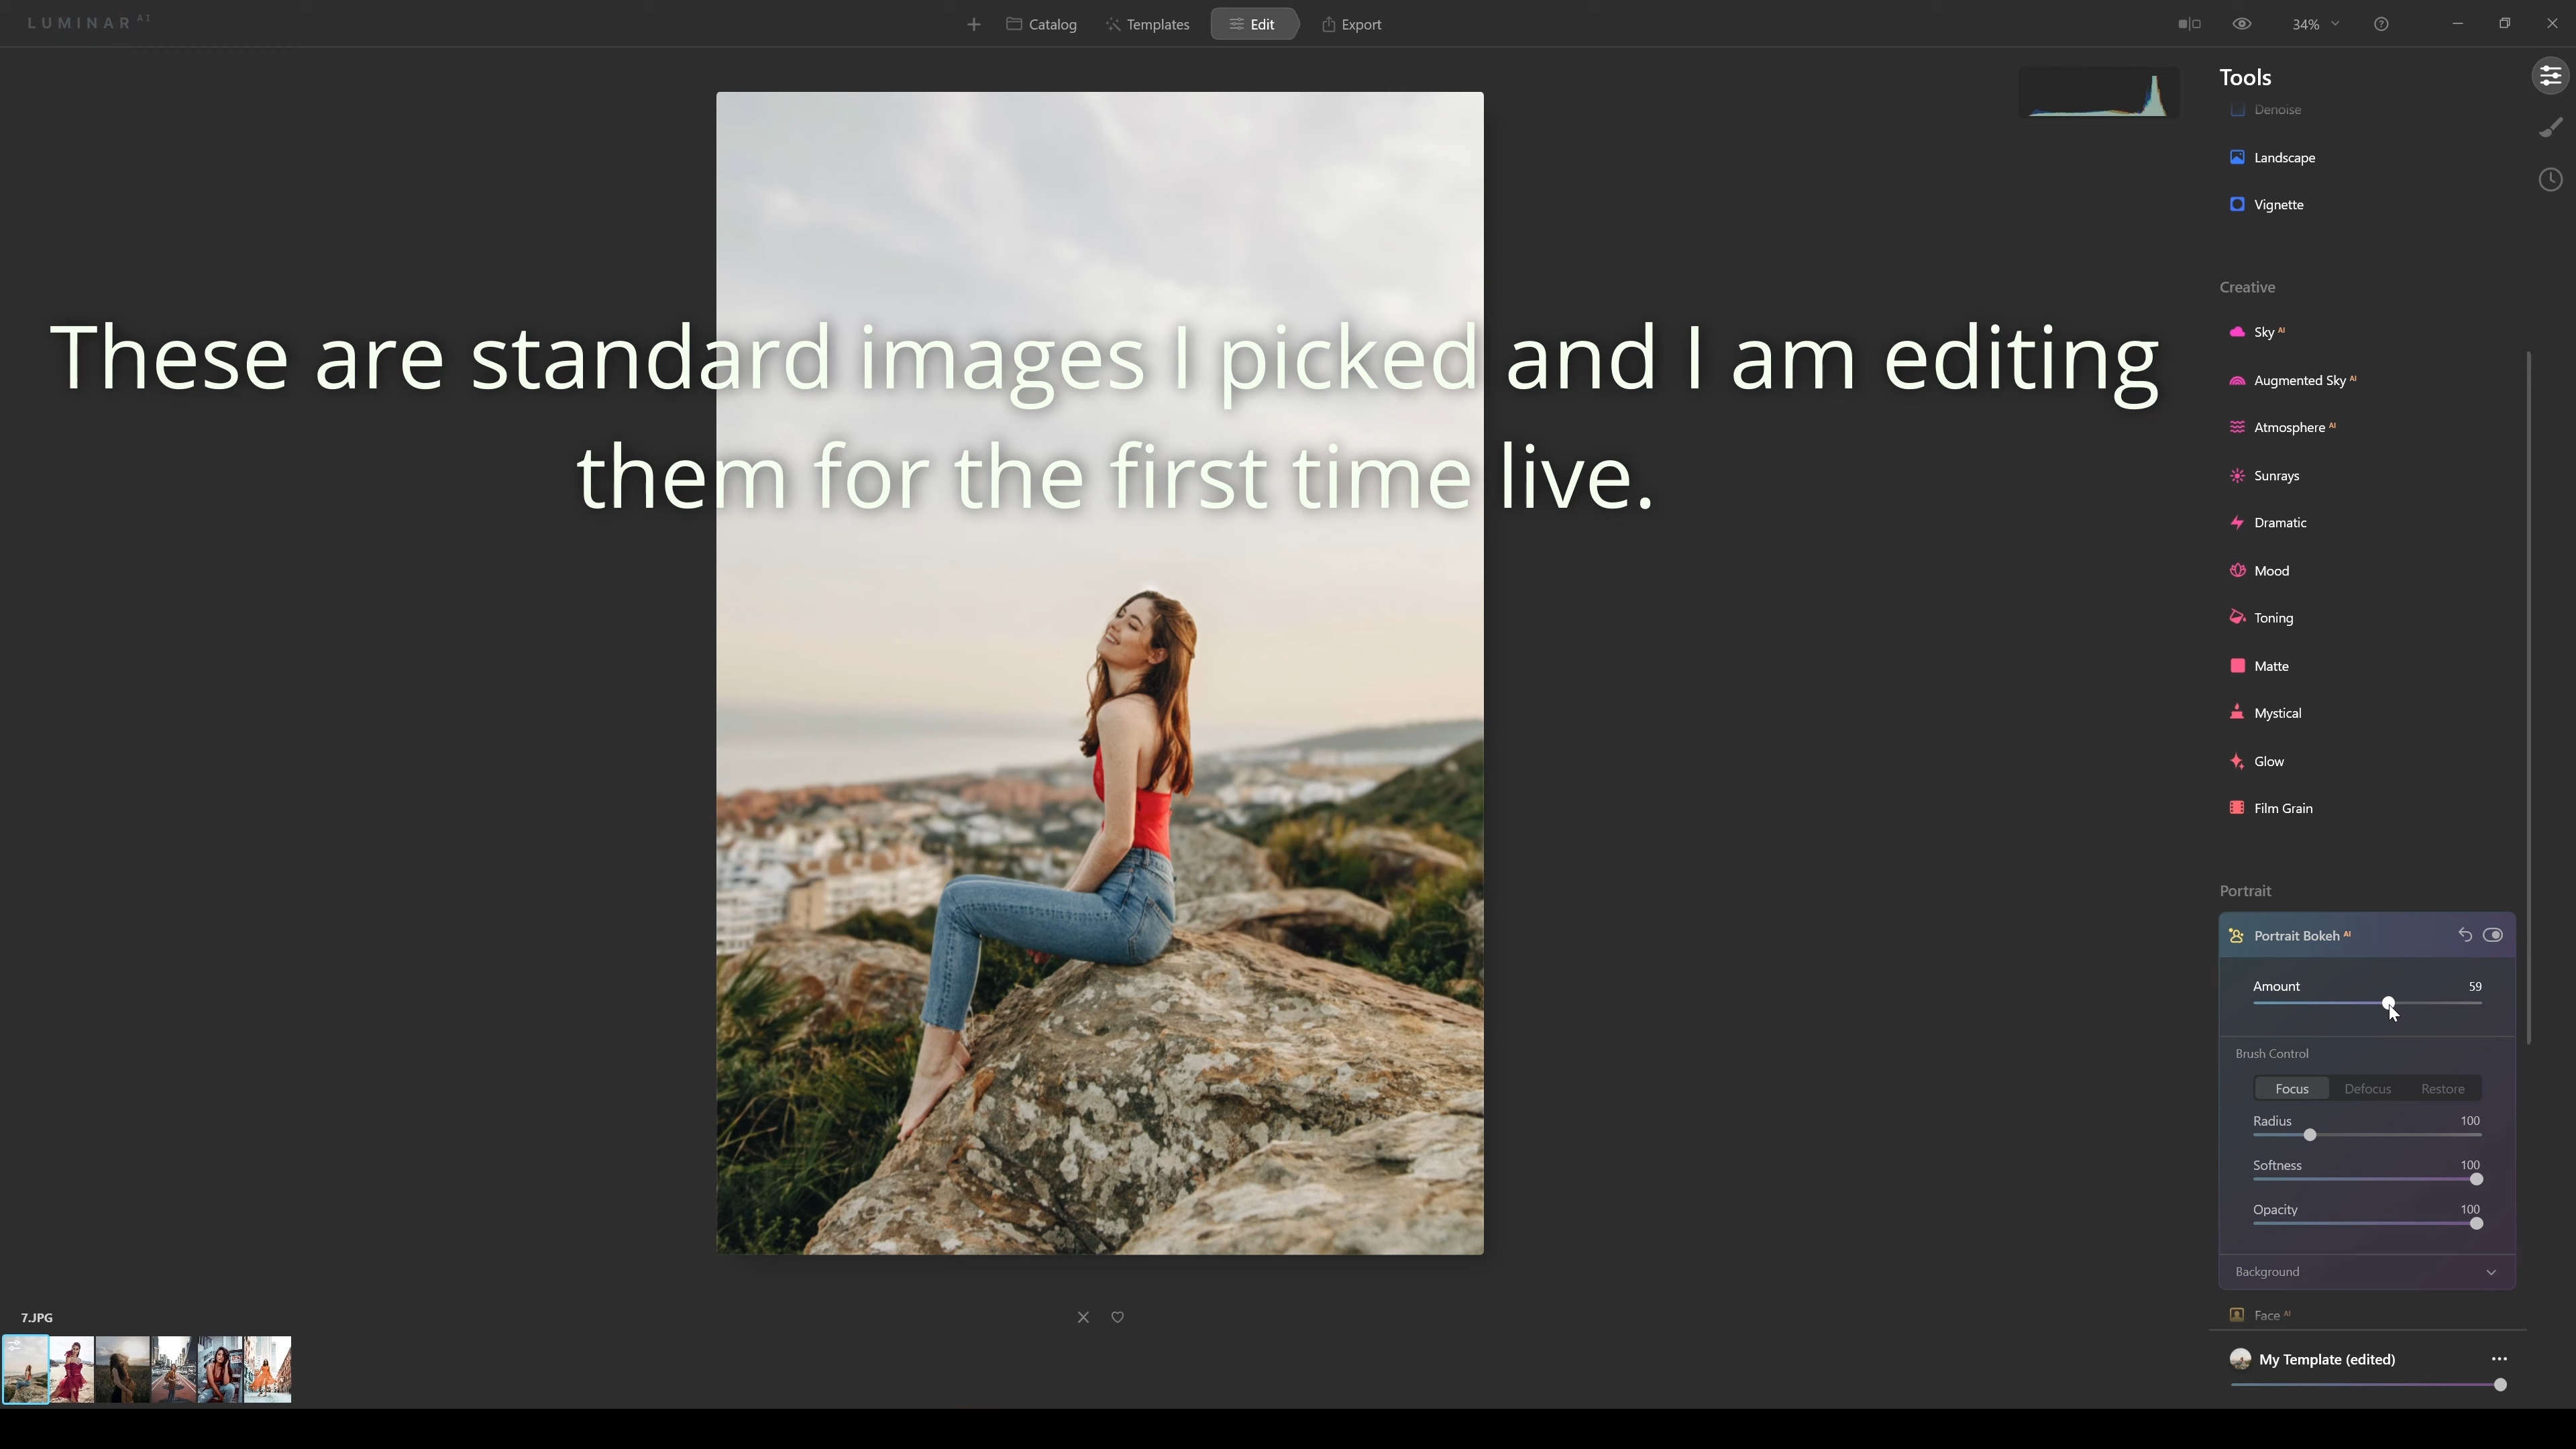 LUMINAR AI
Catalog
Templates
Edit
Export
34%
Tools
Denoise
Landscape
Vignette
Creative
Sky AI
Augmented Sky AI
Atmosphere AI
Sunrays
Dramatic
Mood
Toning
Matte
Mystical
Glow
Film Grain
Portrait
Portrait Bokeh AI
Amount 59
Brush Control
Focus Defocus Restore
Radius 100
Softness 100
Opacity 100
Background
Face AI
My Template (edited)
These are standard images I picked and I am editing
them for the first time live.
7.JPG